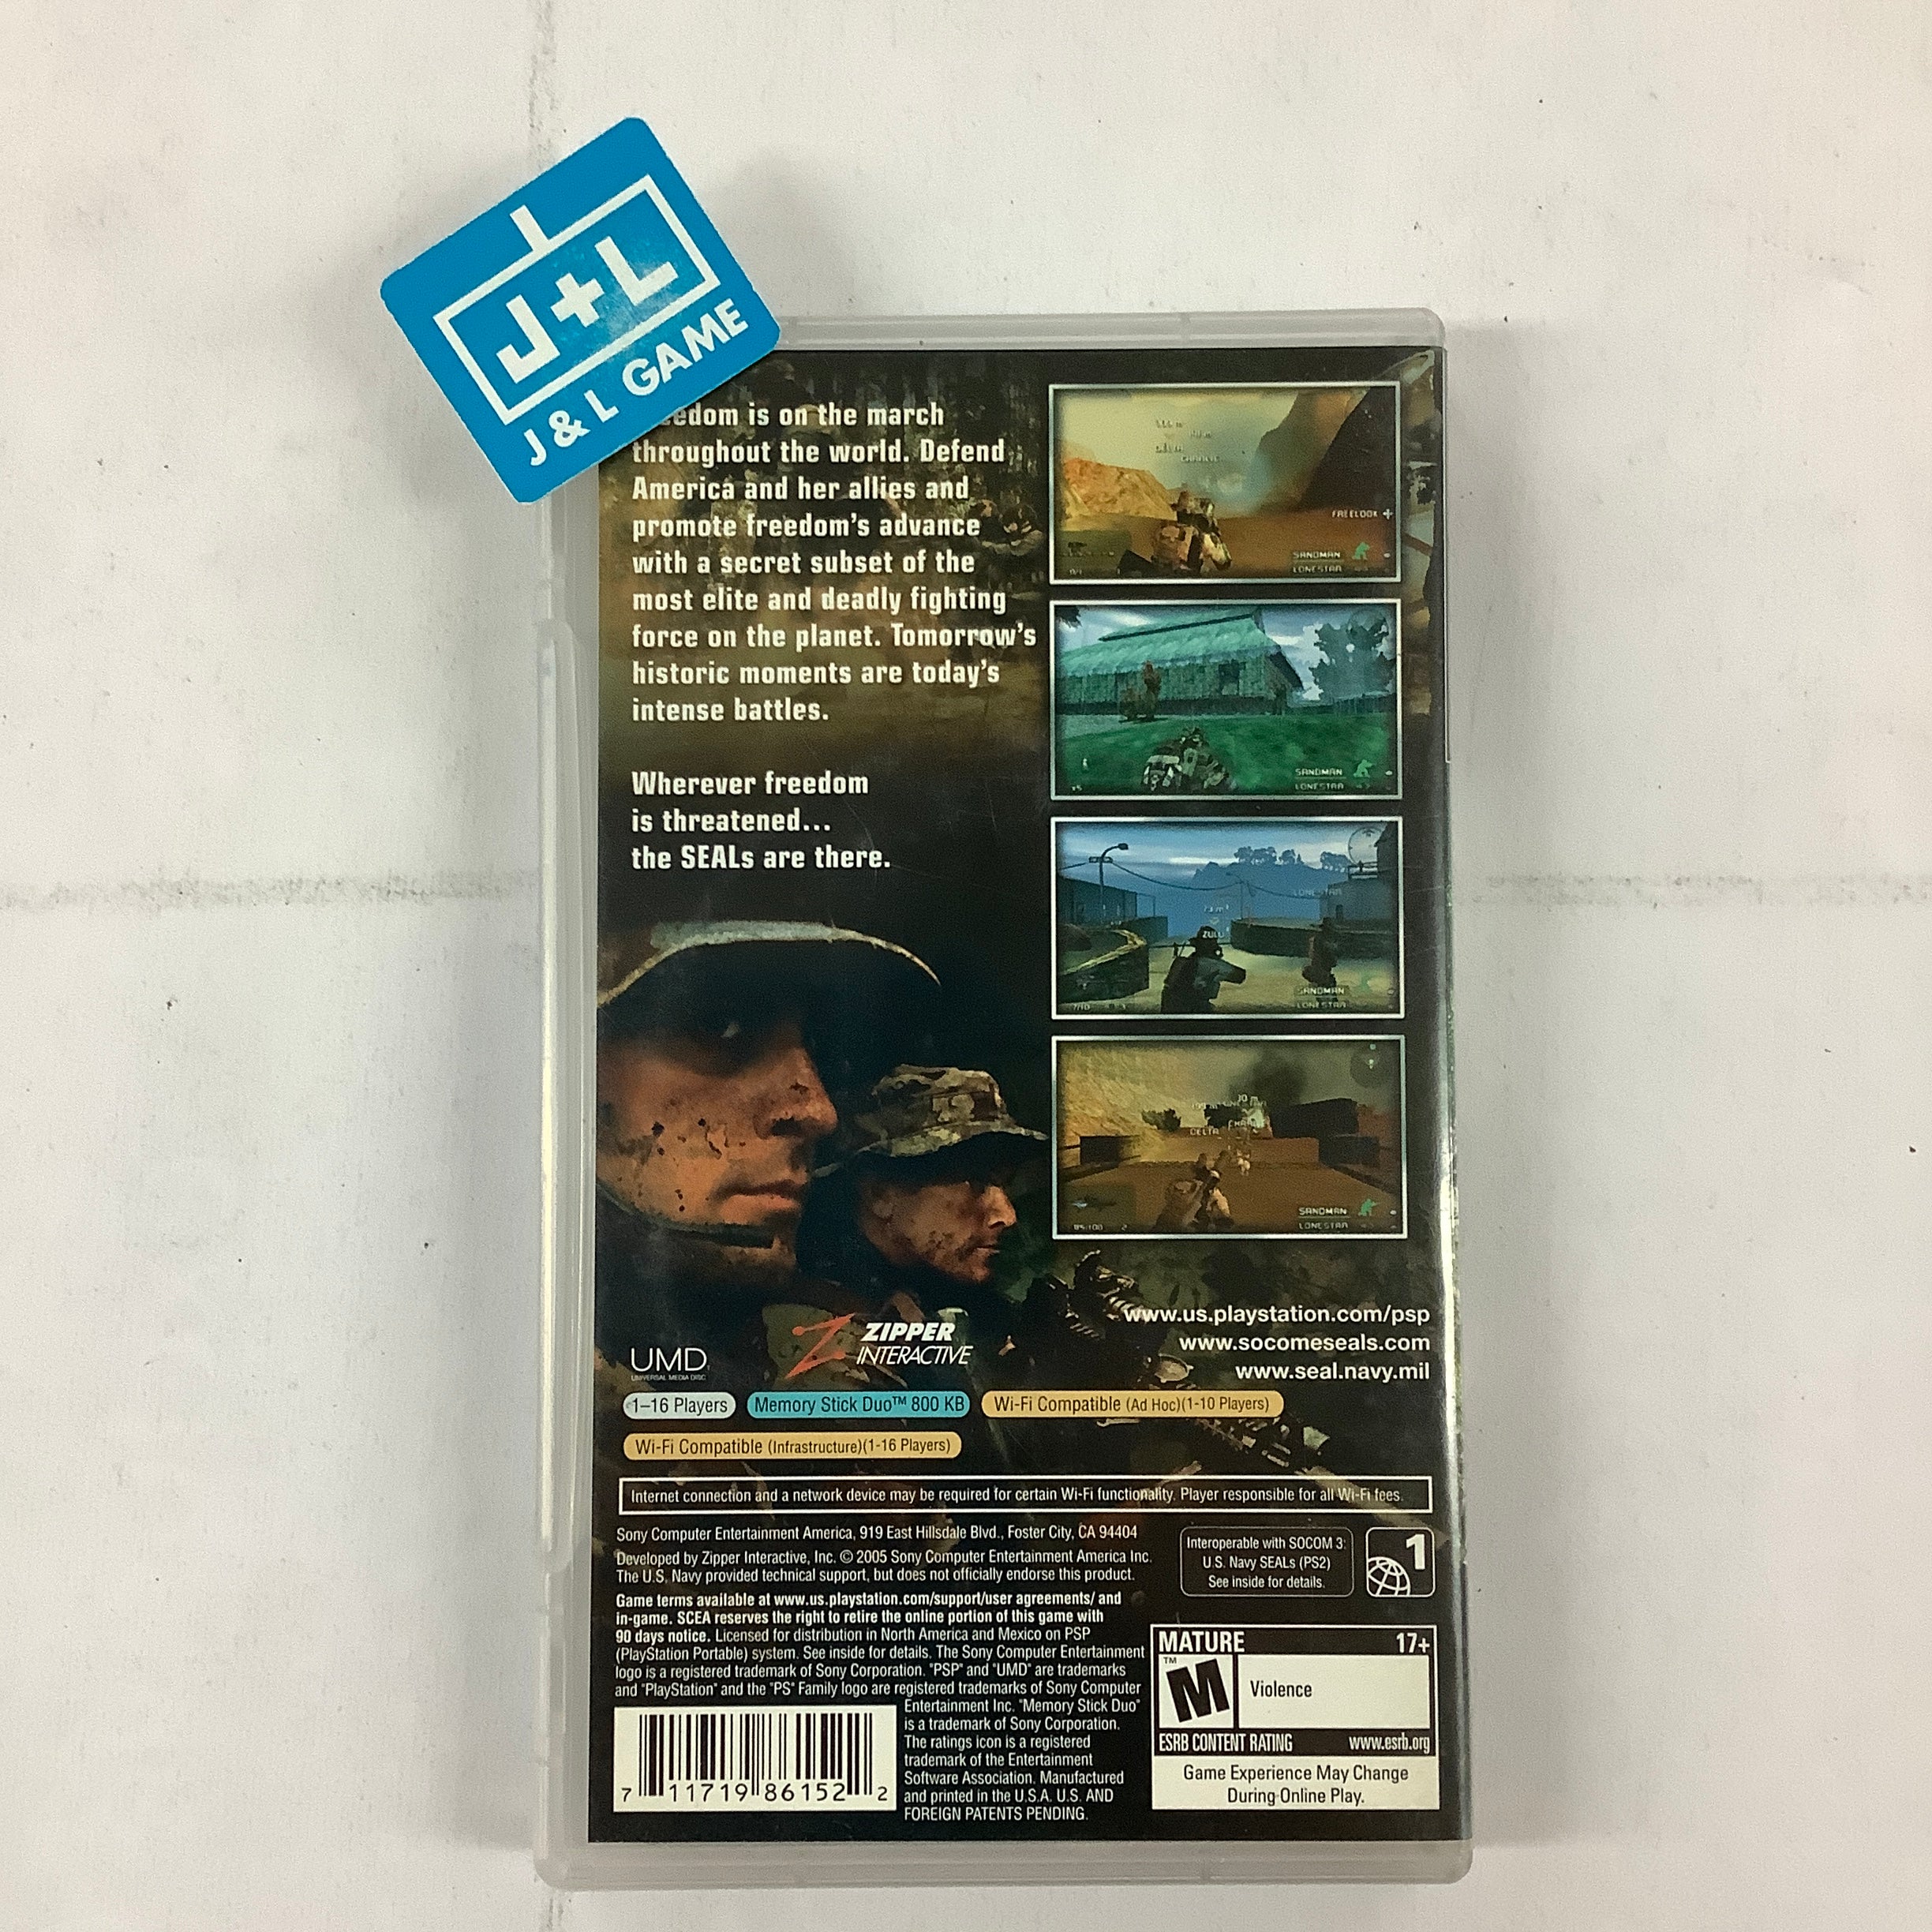 J+L
J & L GAME
edom is on the march
throughout the world. Defend
America and her allies and
promote freedom's advance
with a secret subset of the
most elite and deadly fighting
force on the planet. Tomorrow's
historic moments are today's
intense battles.
Wherever freedom
is threatened...
the SEALs are there.
DELTA
FREELOOK +
SANDMAN
LONESTAR
SANDMAN
LONESTAR
LONESTAR
ZULU
SANDMAN
LONESTAR
DELTA
SANDMAN
LONESTAR
www.us.playstation.com/psp
www.socomeseals.com
www.seal.navy.mil
UMD
UNIVERSAL MEDIA DISC
ZIPPER
INTERACTIVE
1–16 Players
Memory Stick Duo™ 800 KB
Wi-Fi Compatible (Ad Hoc)(1-10 Players)
Wi-Fi Compatible (Infrastructure)(1-16 Players)
Internet connection and a network device may be required for certain Wi-Fi functionality. Player responsible for all Wi-Fi fees.
Sony Computer Entertainment America, 919 East Hillsdale Blvd., Foster City, CA 94404
Developed by Zipper Interactive, Inc. © 2005 Sony Computer Entertainment America Inc.
The U.S. Navy provided technical support, but does not officially endorse this product.
Game terms available at www.us.playstation.com/support/user agreements/ and
in-game. SCEA reserves the right to retire the online portion of this game with
90 days notice. Licensed for distribution in North America and Mexico on PSP
(PlayStation Portable) system. See inside for details. The Sony Computer Entertainment
logo is a registered trademark of Sony Corporation. "PSP" and "UMD" are trademarks
and "PlayStation" and the "PS" Family logo are registered trademarks of Sony Computer
Entertainment Inc. "Memory Stick Duo"
is a trademark of Sony Corporation.
The ratings icon is a registered
trademark of the Entertainment
Software Association. Manufactured
and printed in the U.S.A. U.S. AND
FOREIGN PATENTS PENDING.
7 11719 86152 2
Interoperable with SOCOM 3:
U.S. Navy SEALs (PS2)
See inside for details.
1
MATURE 17+
M™
Violence
ESRB CONTENT RATING www.esrb.org
Game Experience May Change
During Online Play.